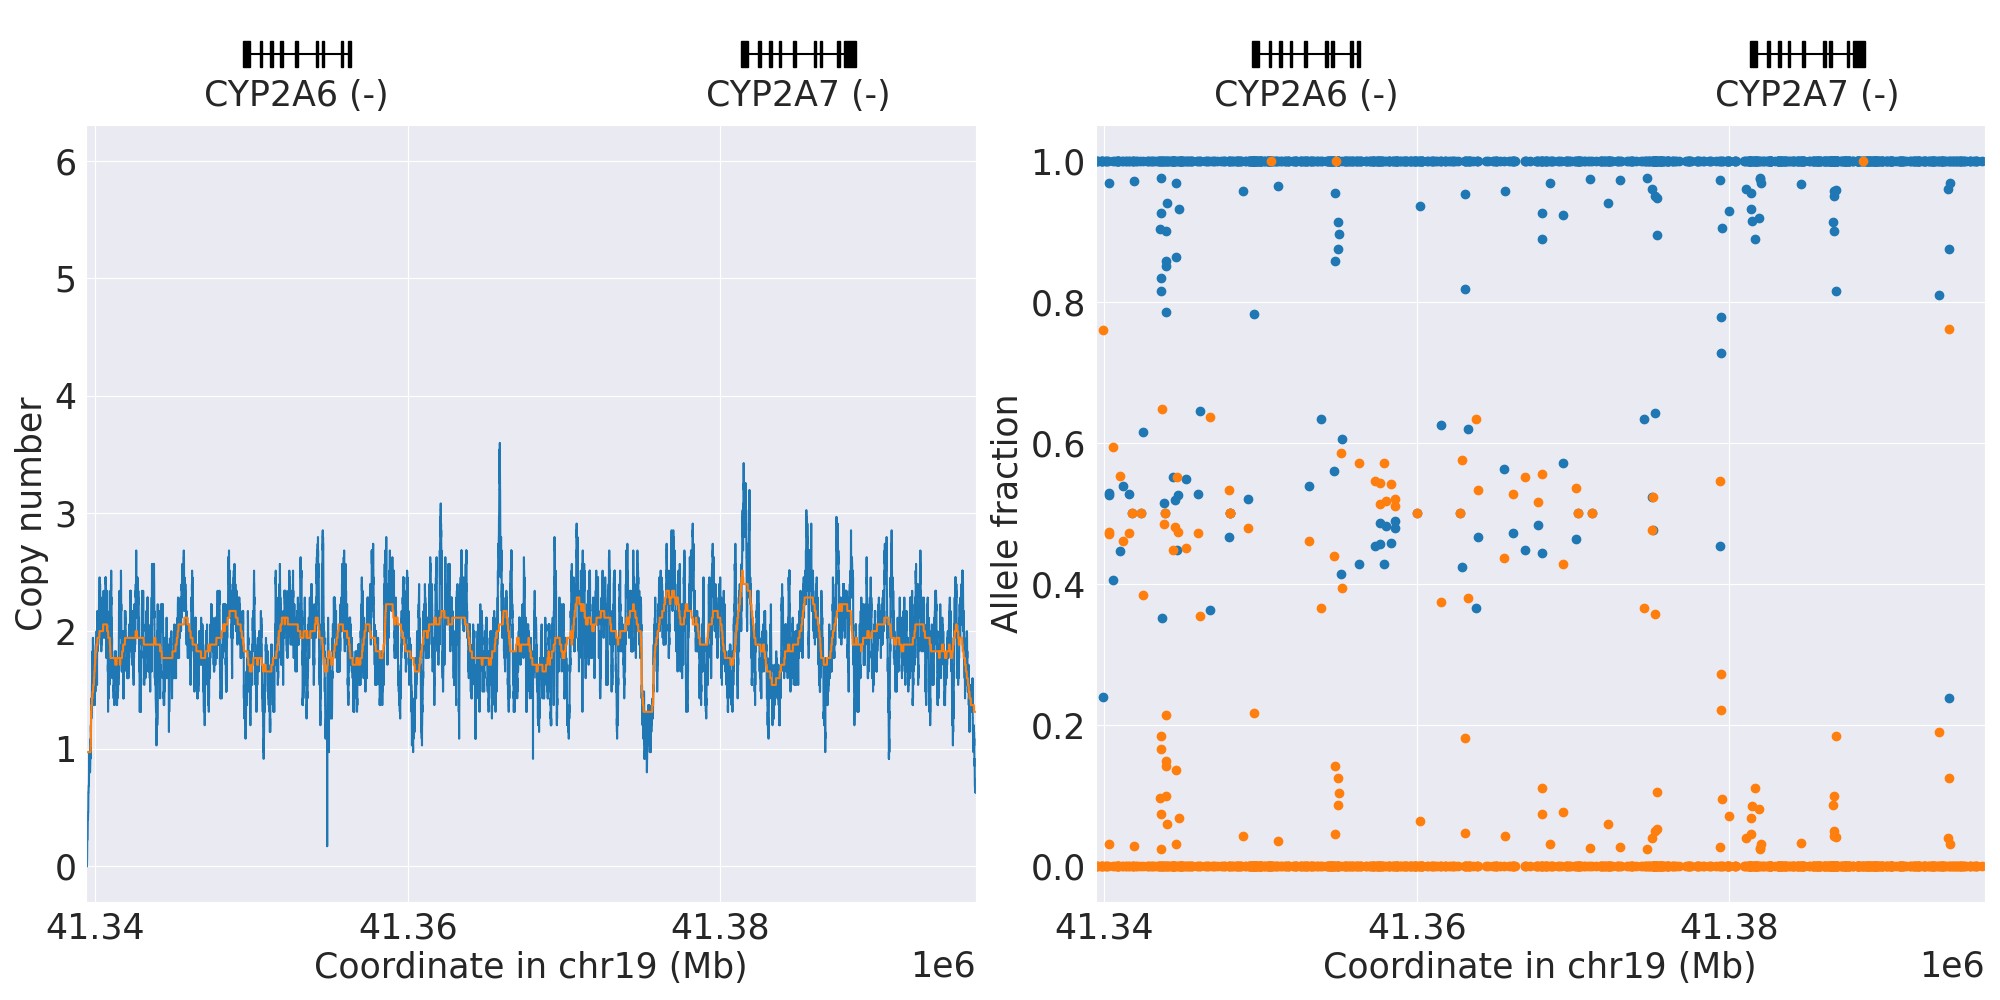 CYP2A6 (-)
CYP2A7 (-)
6
5
4
3
2
1
0
Copy number
41.34
41.36
41.38
Coordinate in chr19 (Mb)
1e6
CYP2A6 (-)
CYP2A7 (-)
1.0
0.8
0.6
0.4
0.2
0.0
Allele fraction
41.34
41.36
41.38
Coordinate in chr19 (Mb)
1e6